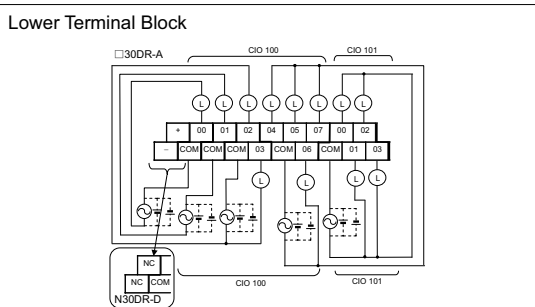 Lower Terminal Block
□30DR-A
CIO 100
CIO 101
L L L L L L L L
+ 00 01 02 04 05 07 00 02
− COM COM COM 03 COM 06 COM 01 03
L L L L
NC
NC COM
N30DR-D
CIO 100
CIO 101